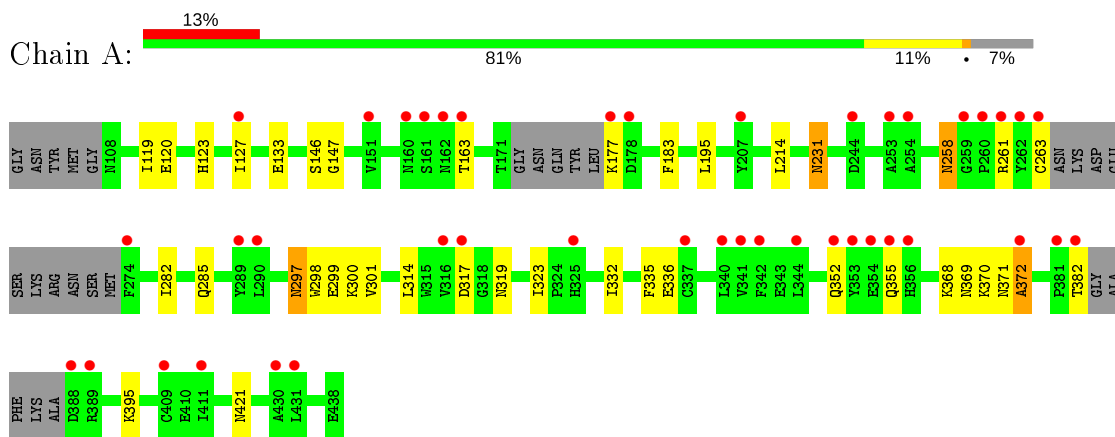 13%
Chain A:
81% 11% • 7%
GLY ASN TYR MET GLY N108 I119 E120 H123 I127 E133 S146 G147 V151 N160 S161 N162 T163 T171 GLY ASN GLN TYR LEU K177 D178 F183 L195 Y207 L214 N231 D244 A253 A254 N258 G259 P260 R261 Y262 C263 ASN LYS ASP GLU
SER LYS ARG ASN SER MET F274 I282 Q285 Y289 L290 N297 W298 E299 K300 V301 L314 W315 V316 D317 G318 N319 I323 P324 H325 I332 F335 E336 C337 L340 V341 F342 E343 L344 Q352 Y353 E354 Q355 H356 K368 N369 K370 N371 A372 P381 T382 GLY ALA
PHE LYS ALA D388 R389 K395 C409 E410 I411 N421 A430 L431 E438